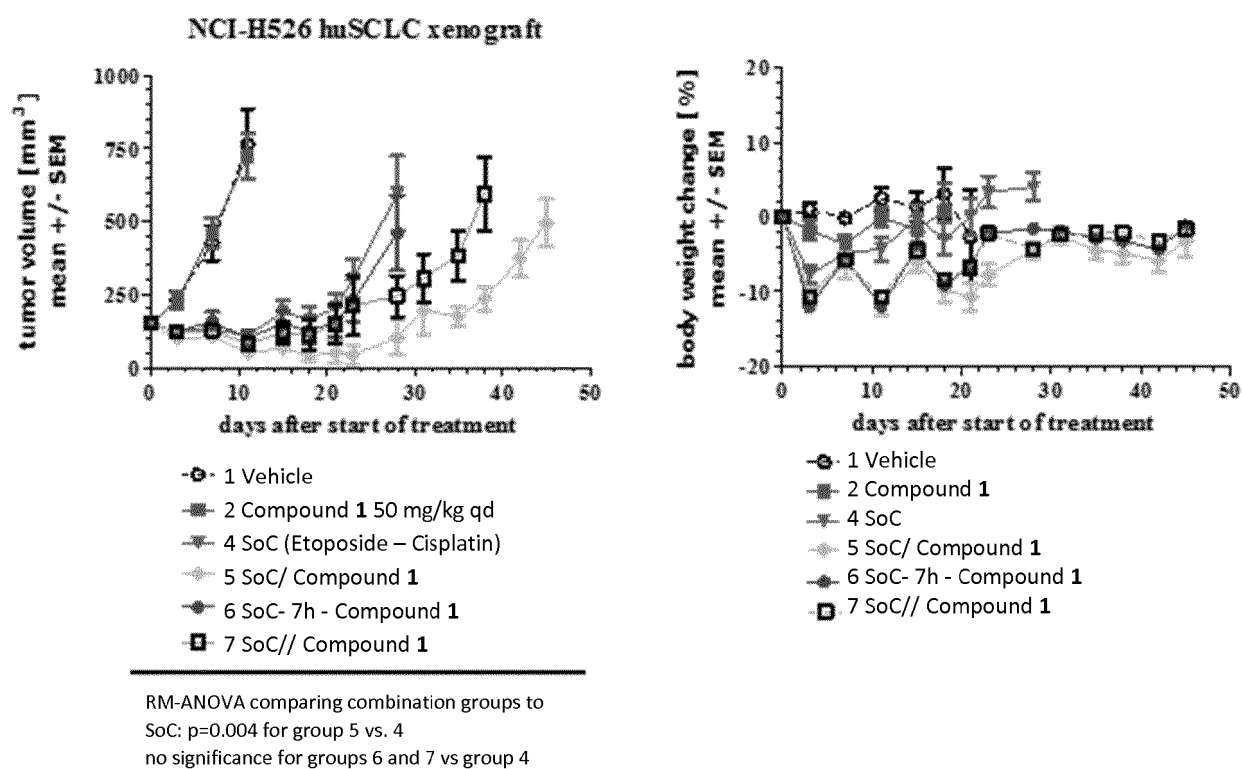 NCI-H526 huSCLC xenograft
tumor volume [mm³]
mean +/- SEM
1000
750
500
250
0
0 10 20 30 40 50
days after start of treatment
1 Vehicle
2 Compound 1 50 mg/kg qd
4 SoC (Etoposide – Cisplatin)
5 SoC/ Compound 1
6 SoC- 7h - Compound 1
7 SoC// Compound 1
RM-ANOVA comparing combination groups to
SoC: p=0.004 for group 5 vs. 4
no significance for groups 6 and 7 vs group 4
body weight change [%]
mean +/- SEM
20
10
0
-10
-20
0 10 20 30 40 50
days after start of treatment
1 Vehicle
2 Compound 1
4 SoC
5 SoC/ Compound 1
6 SoC- 7h - Compound 1
7 SoC// Compound 1